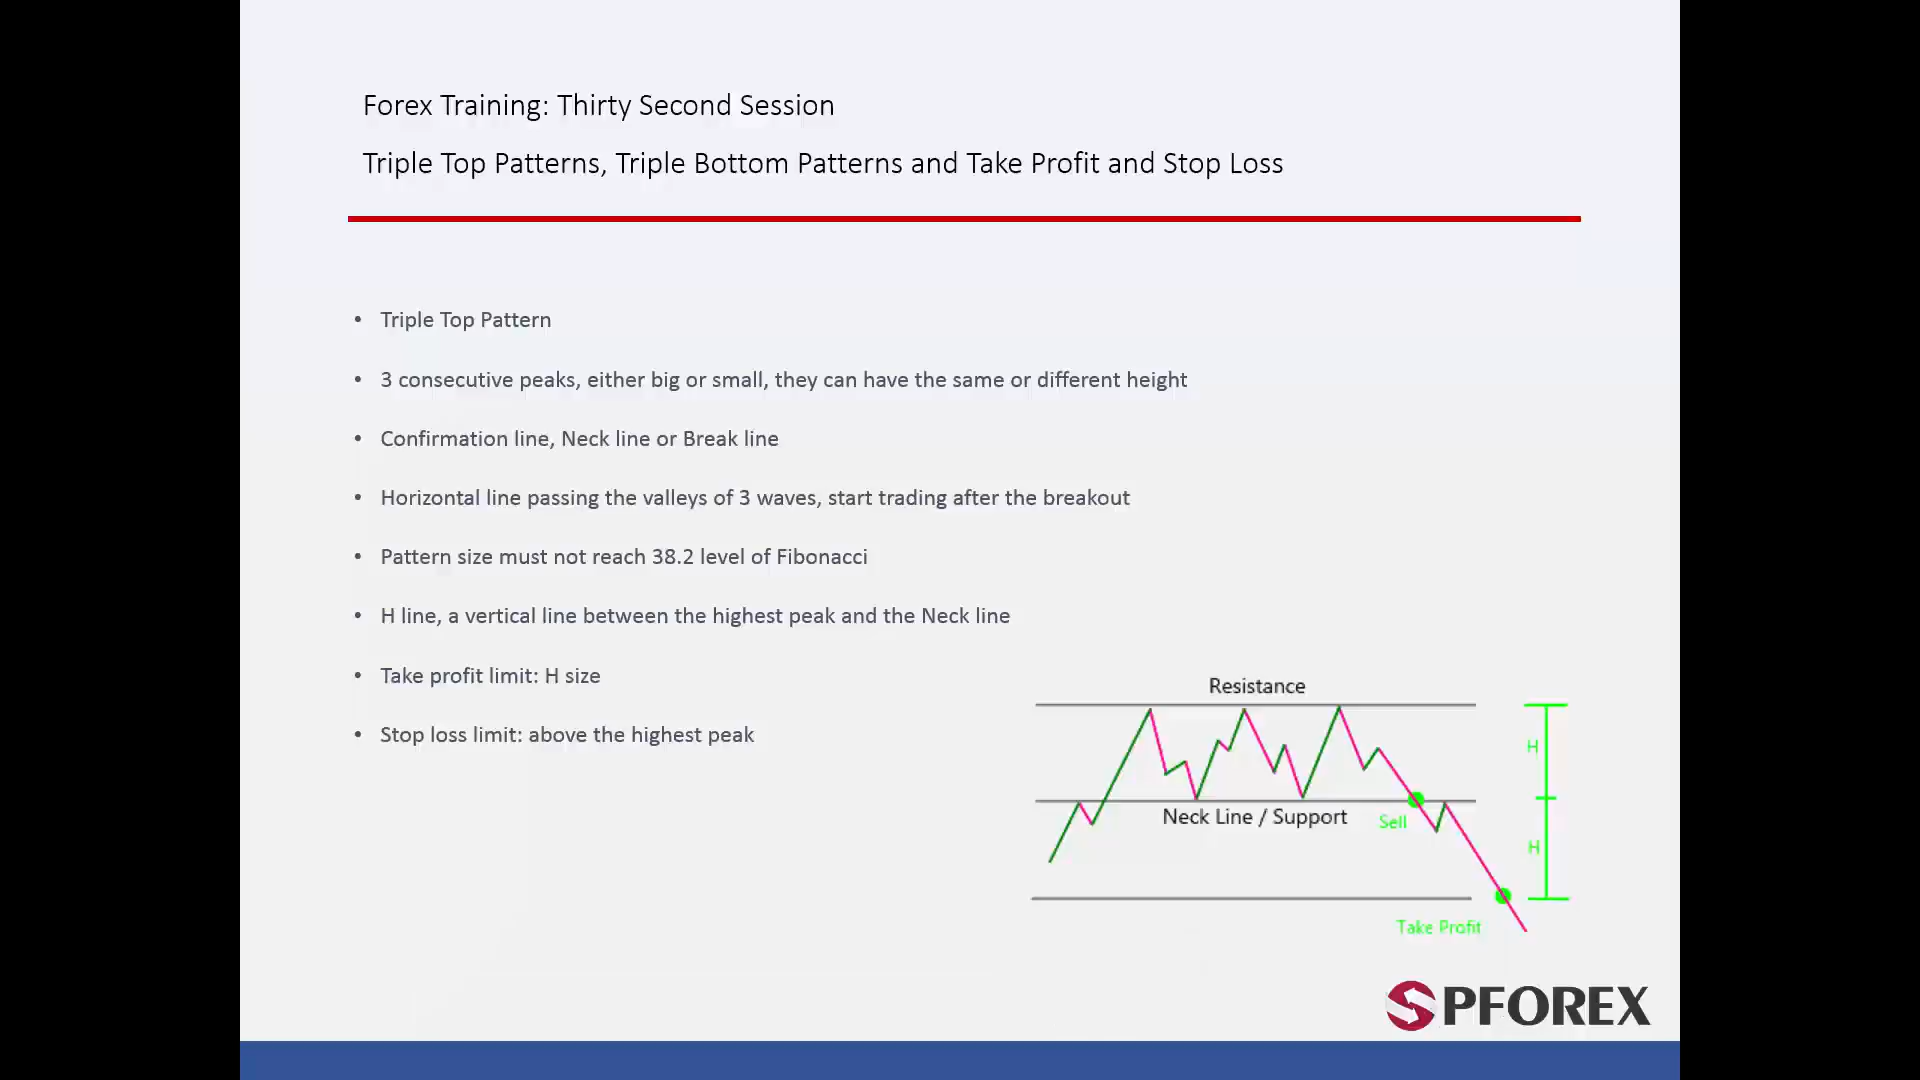 Forex Training: Thirty Second Session
Triple Top Patterns, Triple Bottom Patterns and Take Profit and Stop Loss
• Triple Top Pattern
• 3 consecutive peaks, either big or small, they can have the same or different height
• Confirmation line, Neck line or Break line
• Horizontal line passing the valleys of 3 waves, start trading after the breakout
• Pattern size must not reach 38.2 level of Fibonacci
• H line, a vertical line between the highest peak and the Neck line
• Take profit limit: H size
• Stop loss limit: above the highest peak
Resistance
H
Neck Line / Support
Sell
H
Take Profit
SPFOREX